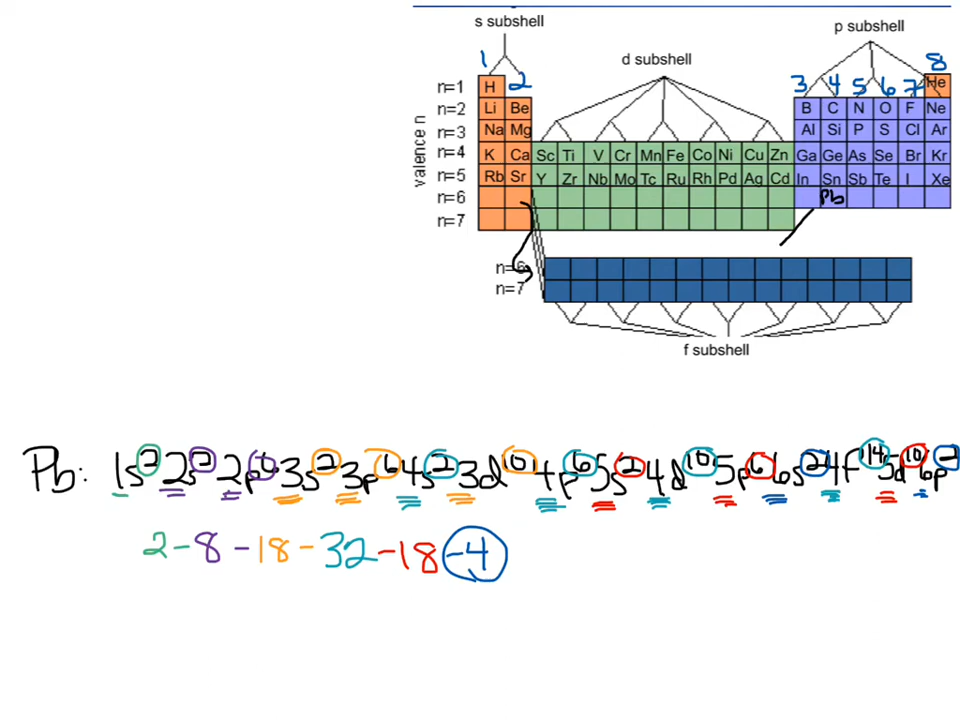 s subshell
p subshell
d subshell
1 2 3 4 5 6 7 8
valence n
n=1 H He
n=2 Li Be B C N O F Ne
n=3 Na Mg Al Si P S Cl Ar
n=4 K Ca Sc Ti V Cr Mn Fe Co Ni Cu Zn Ga Ge As Se Br Kr
n=5 Rb Sr Y Zr Nb Mo Tc Ru Rh Pd Ag Cd In Sn Sb Te I Xe
n=6 Pb
n=7
n=6
n=7
f subshell
Pb: 1s² 2s² 2p⁶ 3s² 3p⁶ 4s² 3d¹⁰ 4p⁶ 5s² 4d¹⁰ 5p⁶ 6s² 4f¹⁴ 5d¹⁰ 6p²
2 - 8 - 18 - 32 - 18 - 4